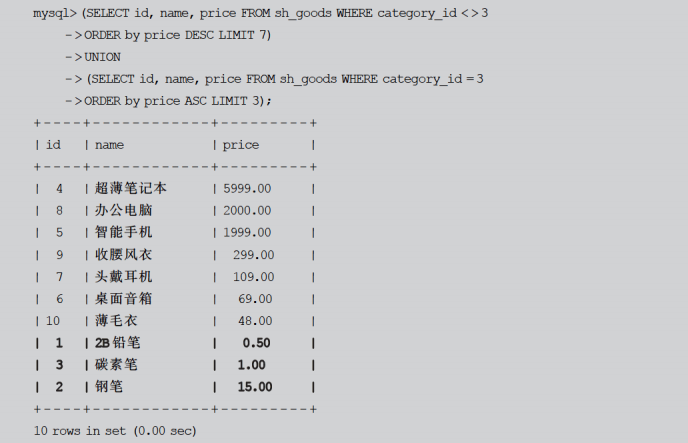 mysql> (SELECT id, name, price FROM sh_goods WHERE category_id <>3
->ORDER by price DESC LIMIT 7)
->UNION
-> (SELECT id, name, price FROM sh_goods WHERE category_id =3
->ORDER by price ASC LIMIT 3);
+----+------------+---------+
| id | name | price |
+----+------------+---------+
| 4 | 超薄笔记本 | 5999.00 |
| 8 | 办公电脑 | 2000.00 |
| 5 | 智能手机 | 1999.00 |
| 9 | 收腰风衣 | 299.00 |
| 7 | 头戴耳机 | 109.00 |
| 6 | 桌面音箱 | 69.00 |
| 10 | 薄毛衣 | 48.00 |
| 1 | 2B铅笔 | 0.50 |
| 3 | 碳素笔 | 1.00 |
| 2 | 钢笔 | 15.00 |
+----+------------+---------+
10 rows in set (0.00 sec)